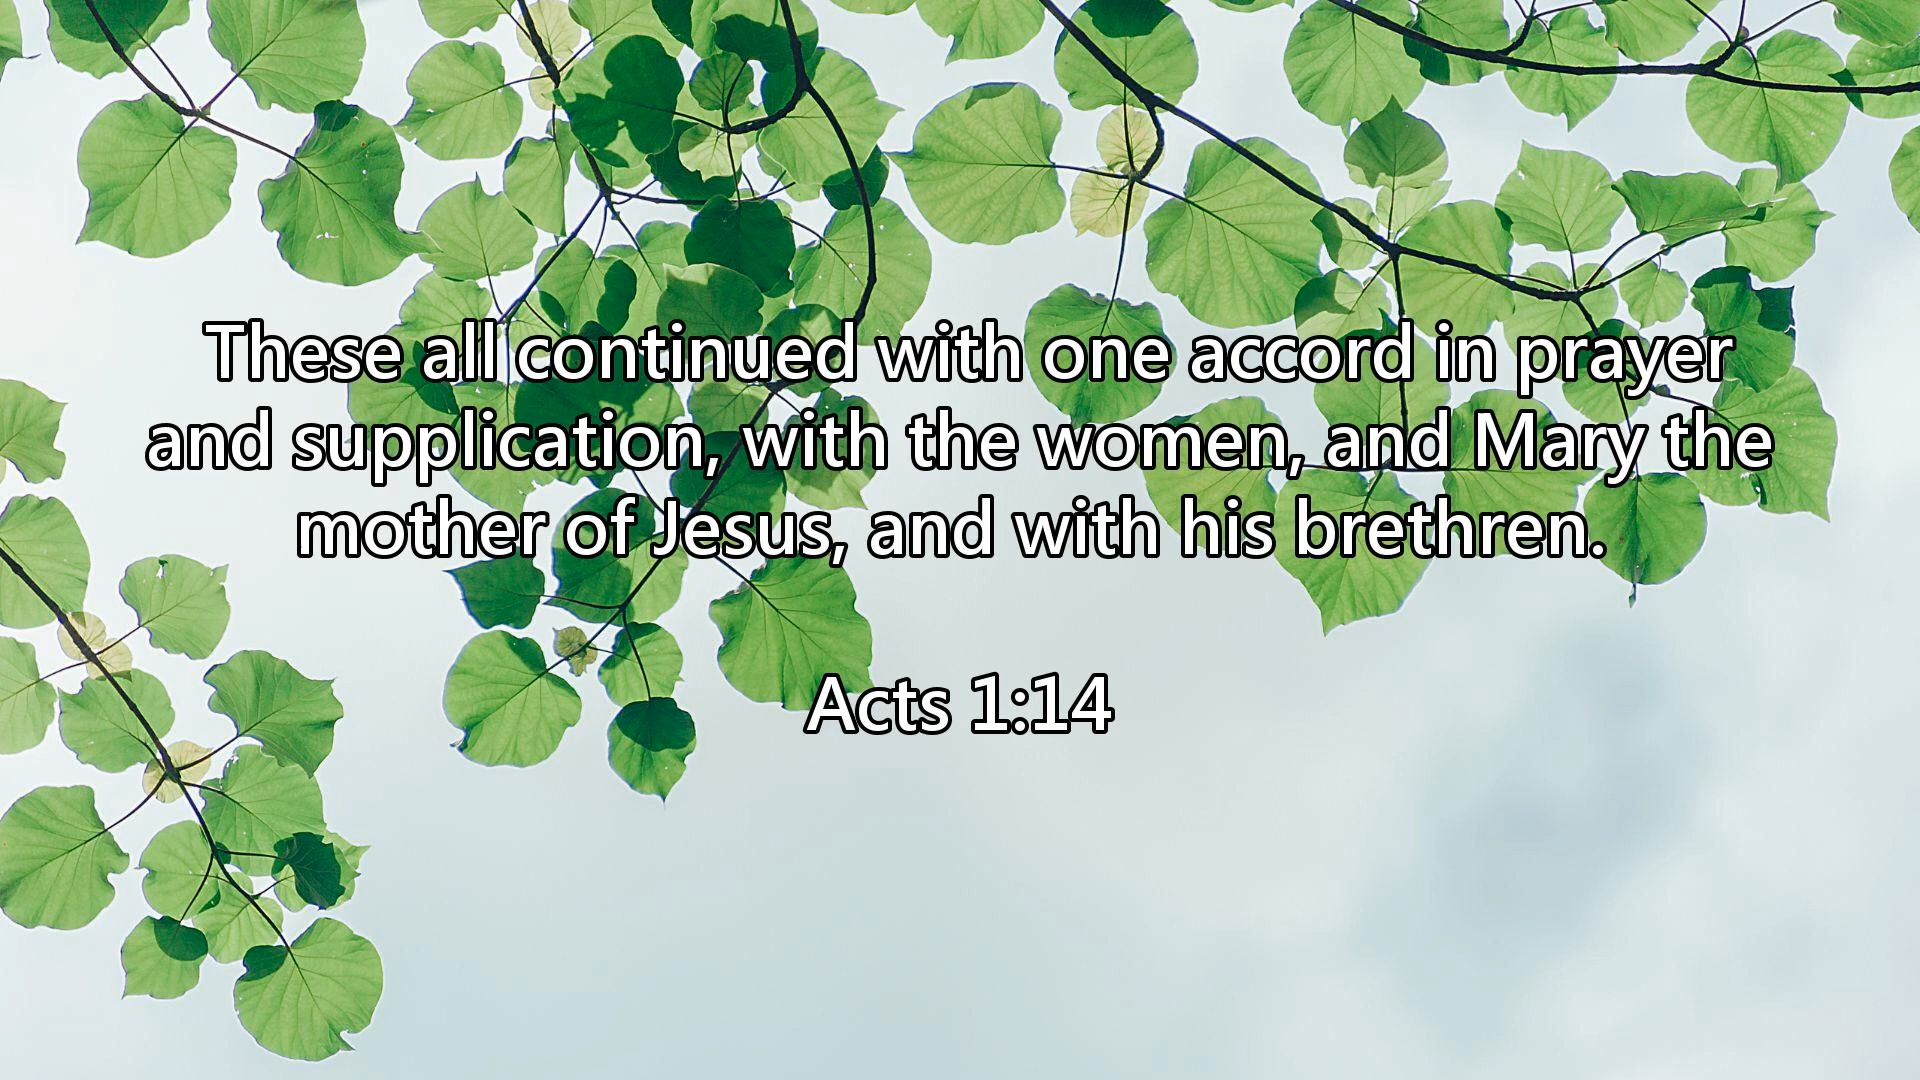 These all continued with one accord in prayer
and supplication, with the women, and Mary the
mother of Jesus, and with his brethren.
Acts 1:14